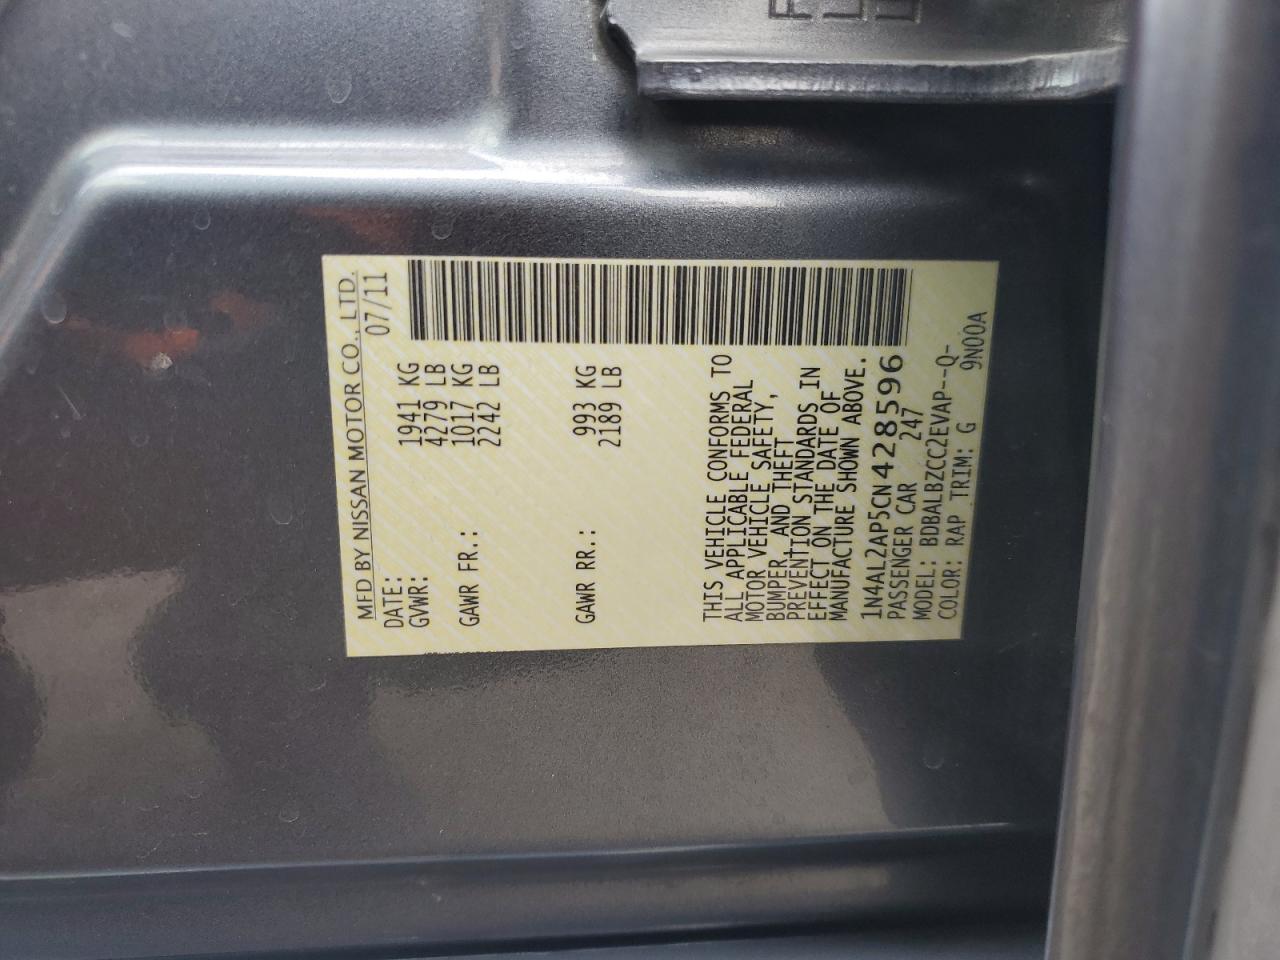 MFD BY NISSAN MOTOR CO., LTD.
DATE: 07/11
GVWR: 1941 KG
4279 LB
GAWR FR.: 1017 KG
2242 LB
GAWR RR.: 993 KG
2189 LB
THIS VEHICLE CONFORMS TO
ALL APPLICABLE FEDERAL
MOTOR VEHICLE SAFETY,
BUMPER, AND THEFT
PREVENTION STANDARDS IN
EFFECT ON THE DATE OF
MANUFACTURE SHOWN ABOVE.
1N4AL2AP5CN428596
PASSENGER CAR 247
MODEL: BDBALBZCC2EVAP--Q-
COLOR: RAP TRIM: G 9N00A